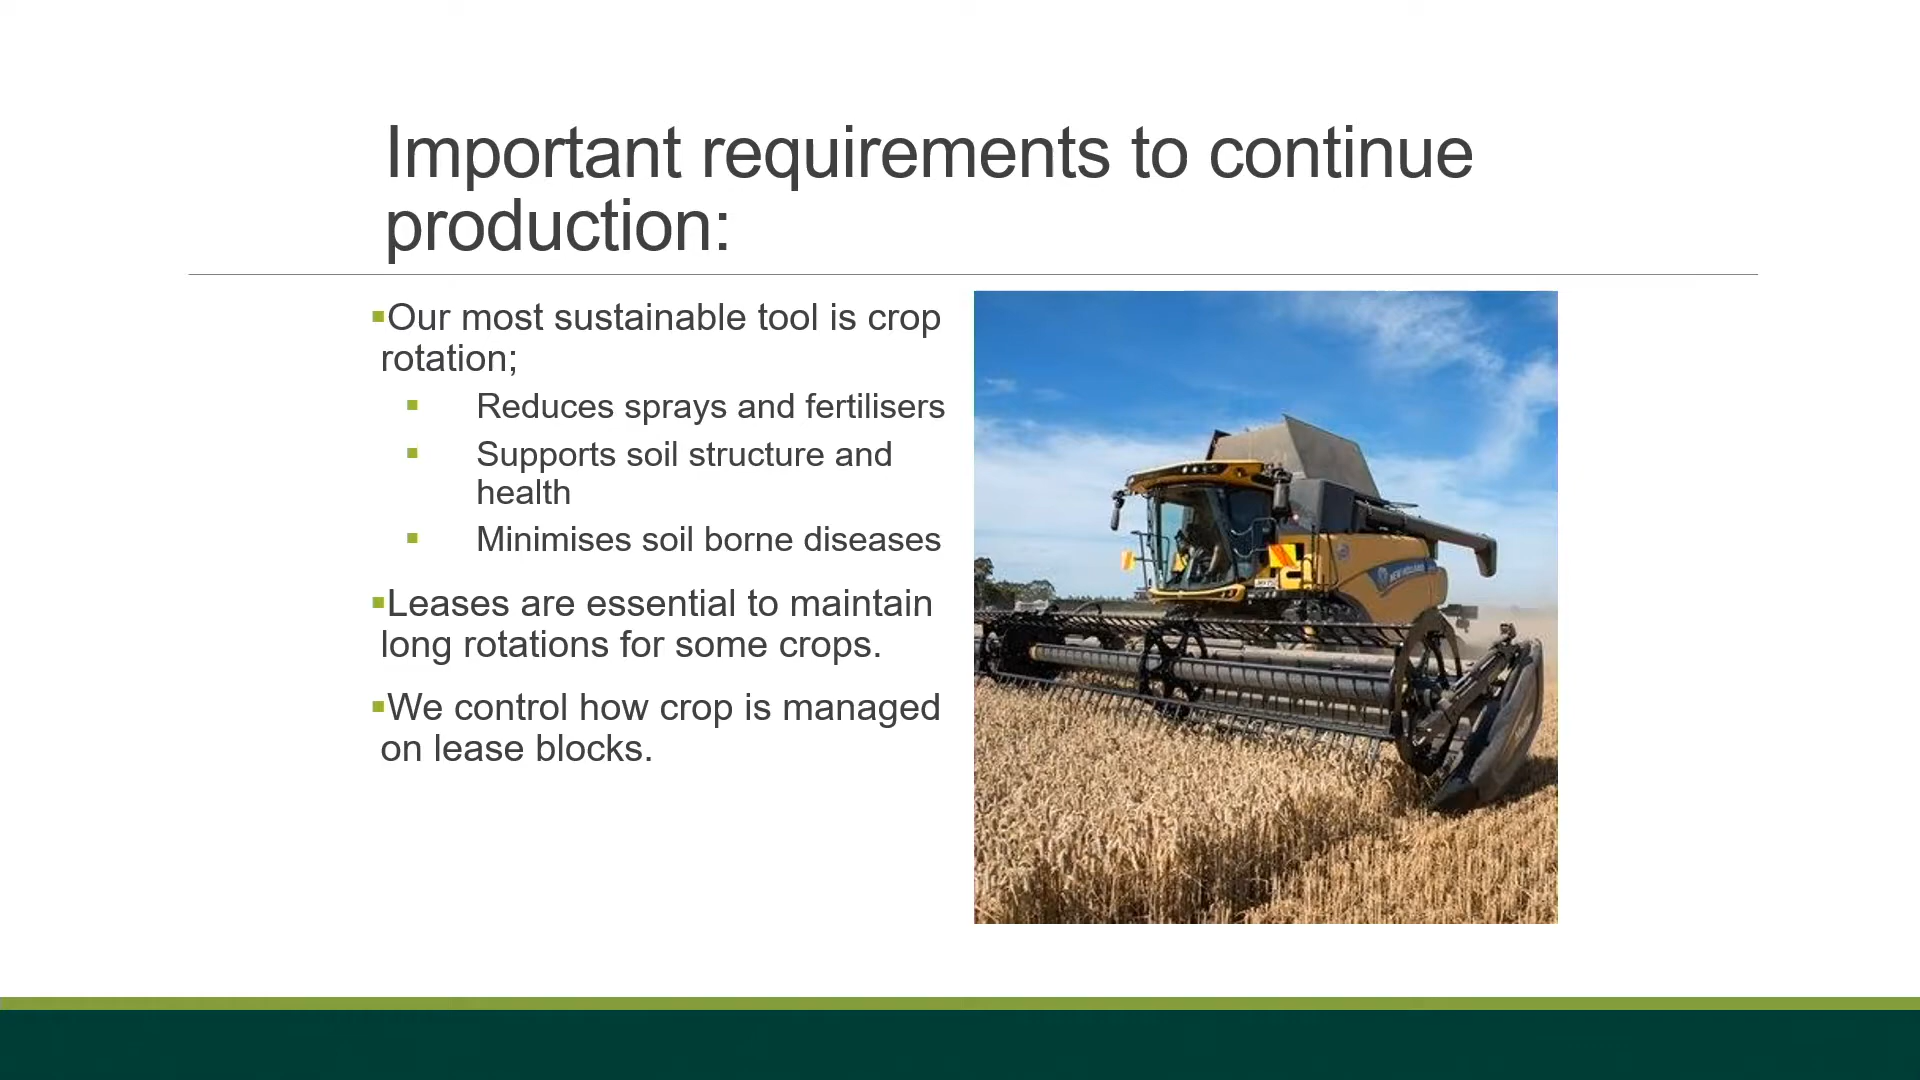 Important requirements to continue
production:
▪Our most sustainable tool is crop
rotation;
▪ Reduces sprays and fertilisers
▪ Supports soil structure and
health
▪ Minimises soil borne diseases
▪Leases are essential to maintain
long rotations for some crops.
▪We control how crop is managed
on lease blocks.
NEW HOLLAND